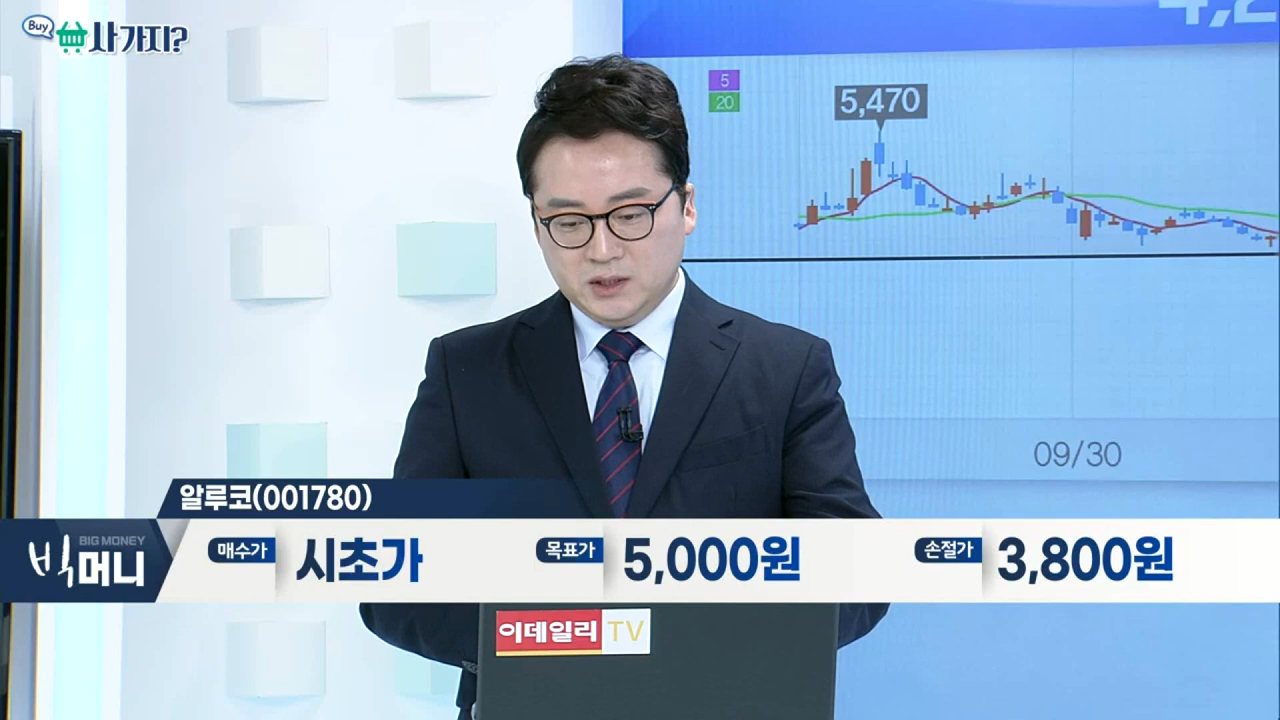 Buy
사가지?
5
20
5,470
09/30
알루코(001780)
BIG MONEY
빅머니
매수가
시초가
목표가
5,000원
손절가
3,800원
이데일리 TV